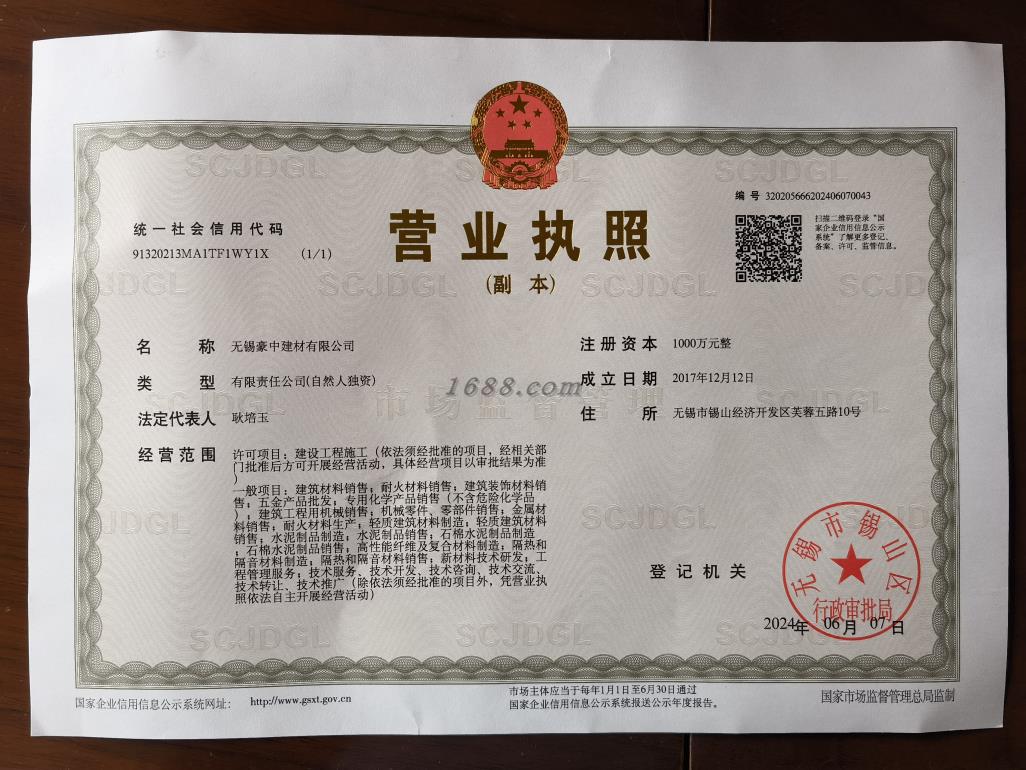 编 号 320205666202406070043
统一社会信用代码
91320213MA1TF1WY1X (1/1)
营业执照
(副 本)
扫描二维码登录“国
家企业信用信息公示
系统”了解更多登记、
备案、许可、监管信息。
名 称 无锡豪中建材有限公司
类 型 有限责任公司(自然人独资)
法定代表人 耿培玉
经营范围 许可项目：建设工程施工（依法须经批准的项目，经相关部
门批准后方可开展经营活动，具体经营项目以审批结果为准
）
一般项目：建筑材料销售；耐火材料销售；建筑装饰材料销
售；五金产品批发；专用化学产品销售（不含危险化学品
）；建筑工程用机械销售；机械零件、零部件销售；金属材
料销售；耐火材料生产；轻质建筑材料制造；轻质建筑材料
销售；水泥制品制造；水泥制品销售；石棉水泥制品制造
；石棉水泥制品销售；高性能纤维及复合材料制造；隔热和
隔音材料制造；隔热和隔音材料销售；新材料技术研发；工
程管理服务；技术服务、技术开发、技术咨询、技术交流、
技术转让、技术推广（除依法须经批准的项目外，凭营业执
照依法自主开展经营活动）
注册资本 1000万元整
成立日期 2017年12月12日
住 所 无锡市锡山经济开发区芙蓉五路10号
1688.com
市场监督管理
SCJDGL
登记机关
无锡市锡山区
行政审批局
2024年 06月 07日
国家企业信用信息公示系统网址： http://www.gsxt.gov.cn
市场主体应当于每年1月1日至6月30日通过
国家企业信用信息公示系统报送公示年度报告。
国家市场监督管理总局监制